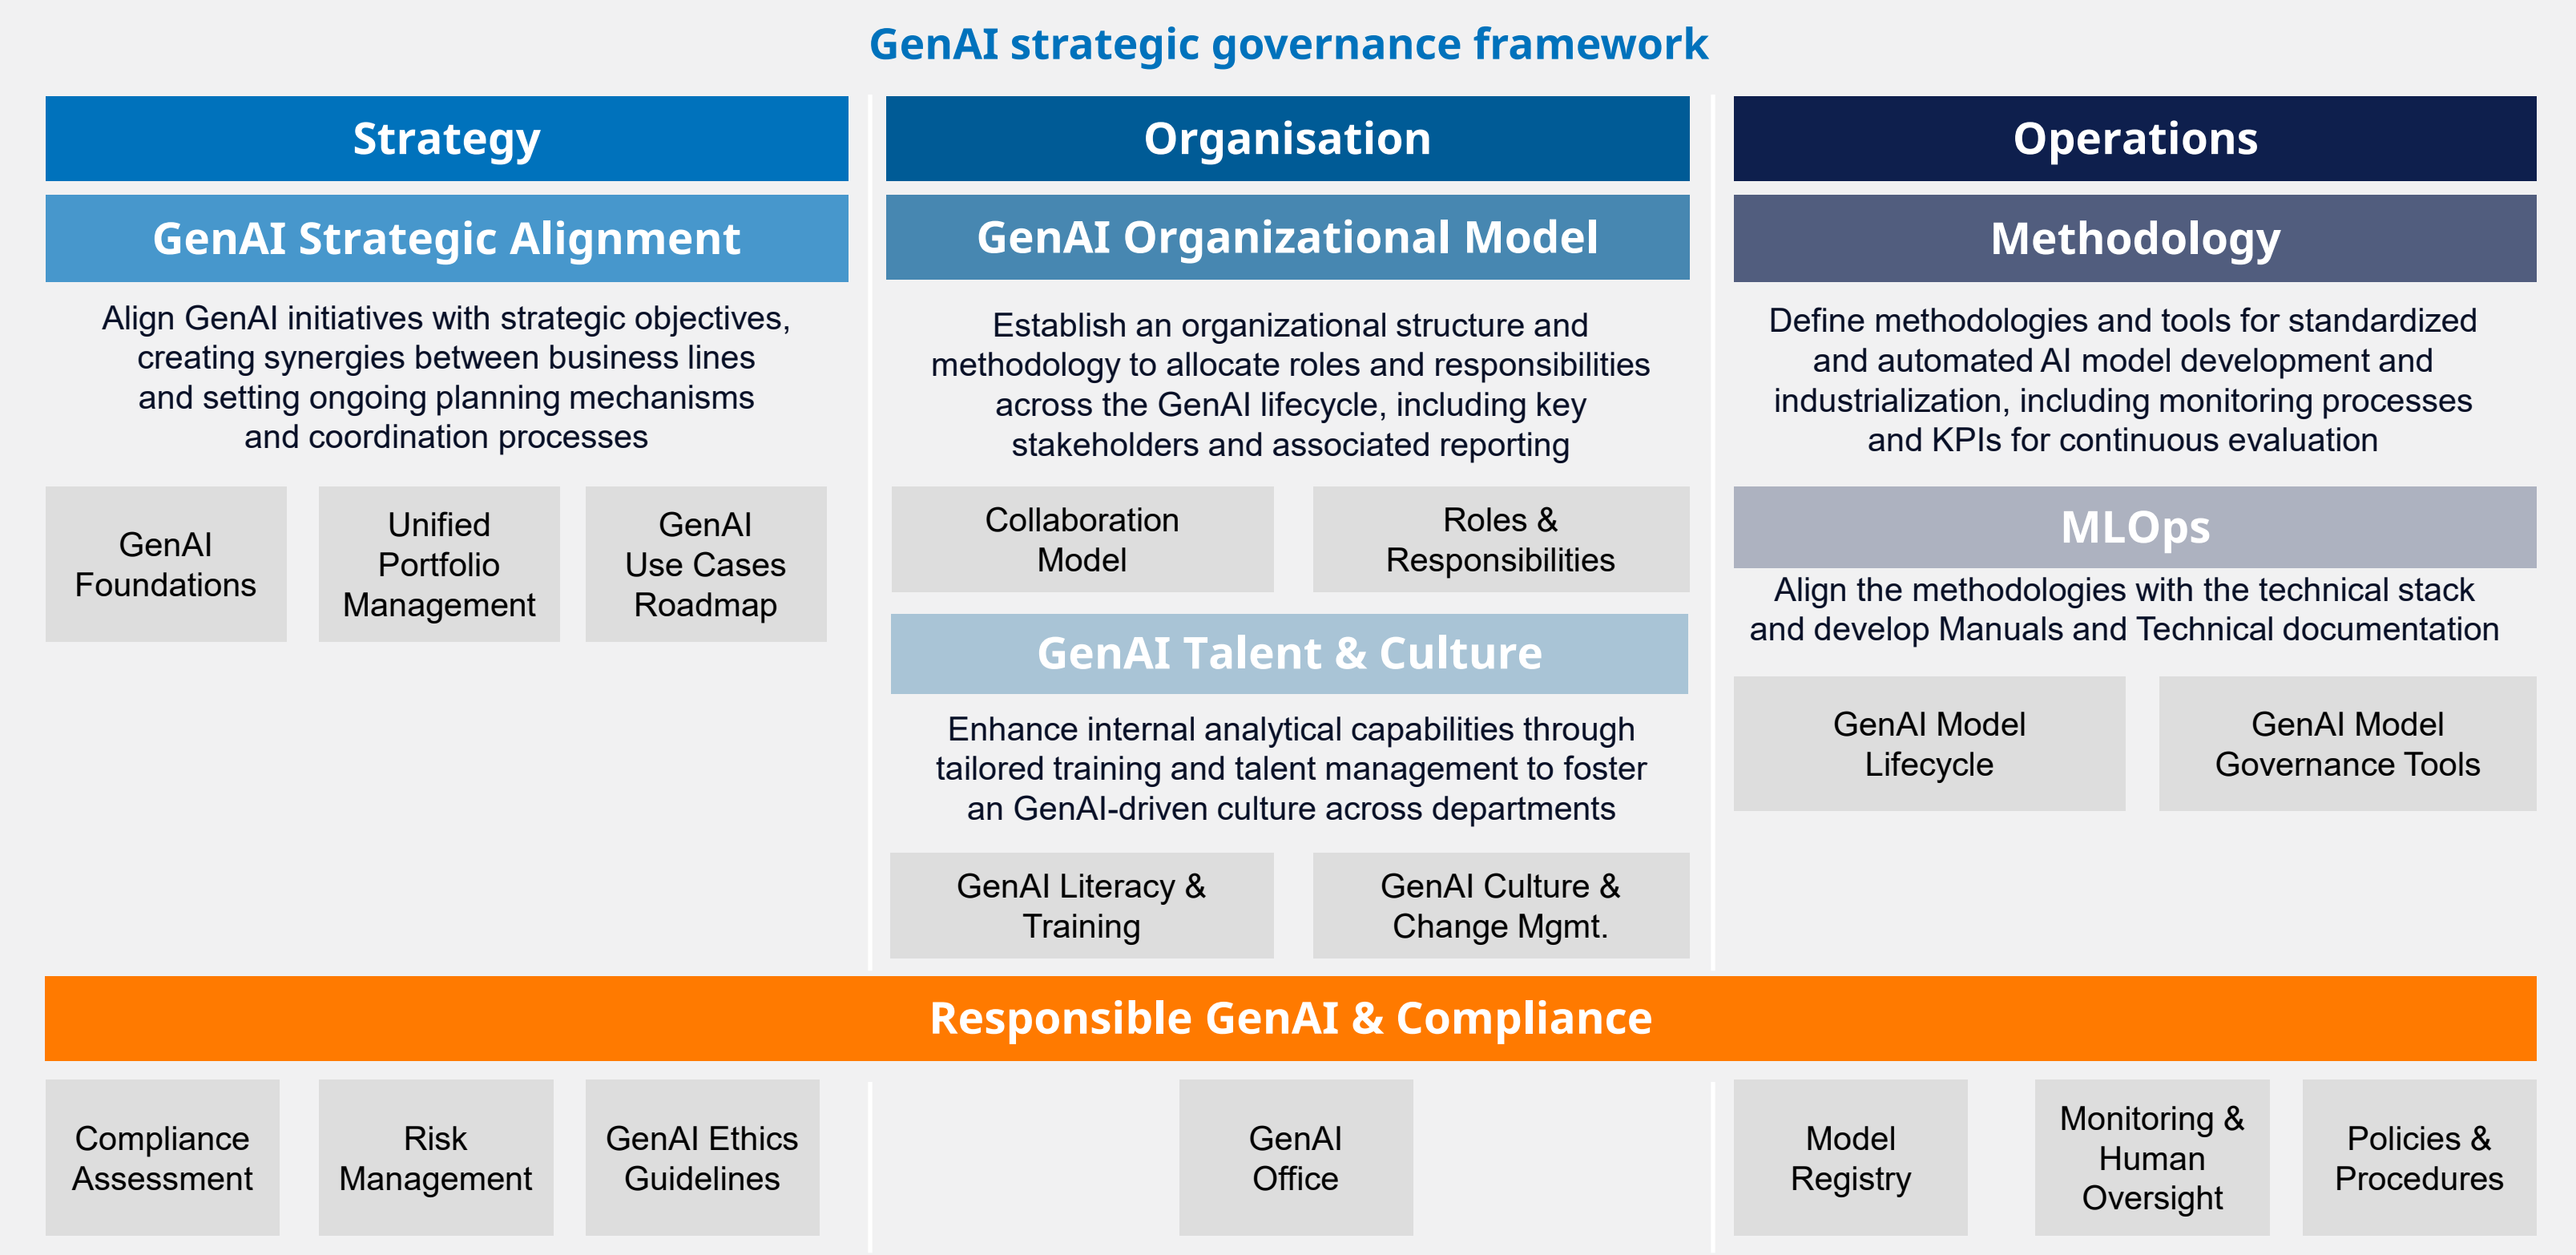 GenAI strategic governance framework
Strategy
GenAI Strategic Alignment
Align GenAI initiatives with strategic objectives,
creating synergies between business lines
and setting ongoing planning mechanisms
and coordination processes
GenAI
Foundations
Unified
Portfolio
Management
GenAI
Use Cases
Roadmap
Organisation
GenAI Organizational Model
Establish an organizational structure and
methodology to allocate roles and responsibilities
across the GenAI lifecycle, including key
stakeholders and associated reporting
Collaboration
Model
Roles &
Responsibilities
GenAI Talent & Culture
Enhance internal analytical capabilities through
tailored training and talent management to foster
an GenAI-driven culture across departments
GenAI Literacy &
Training
GenAI Culture &
Change Mgmt.
Operations
Methodology
Define methodologies and tools for standardized
and automated AI model development and
industrialization, including monitoring processes
and KPIs for continuous evaluation
MLOps
Align the methodologies with the technical stack
and develop Manuals and Technical documentation
GenAI Model
Lifecycle
GenAI Model
Governance Tools
Responsible GenAI & Compliance
Compliance
Assessment
Risk
Management
GenAI Ethics
Guidelines
GenAI
Office
Model
Registry
Monitoring &
Human
Oversight
Policies &
Procedures